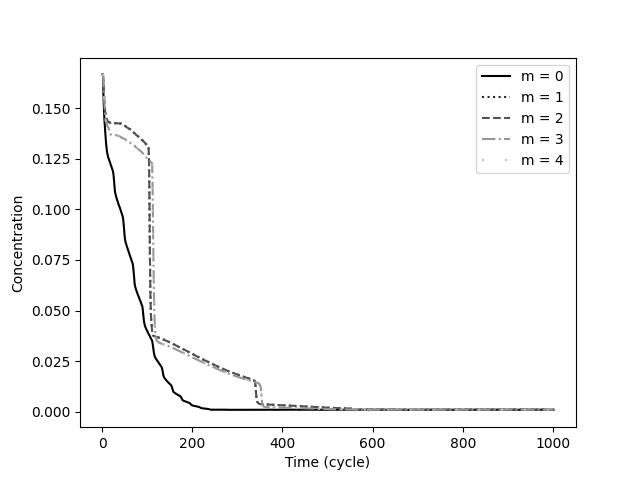 0.150
0.125
0.100
0.075
0.050
0.025
0.000
Concentration
0
200
400
600
800
1000
Time (cycle)
m = 0
m = 1
m = 2
m = 3
m = 4